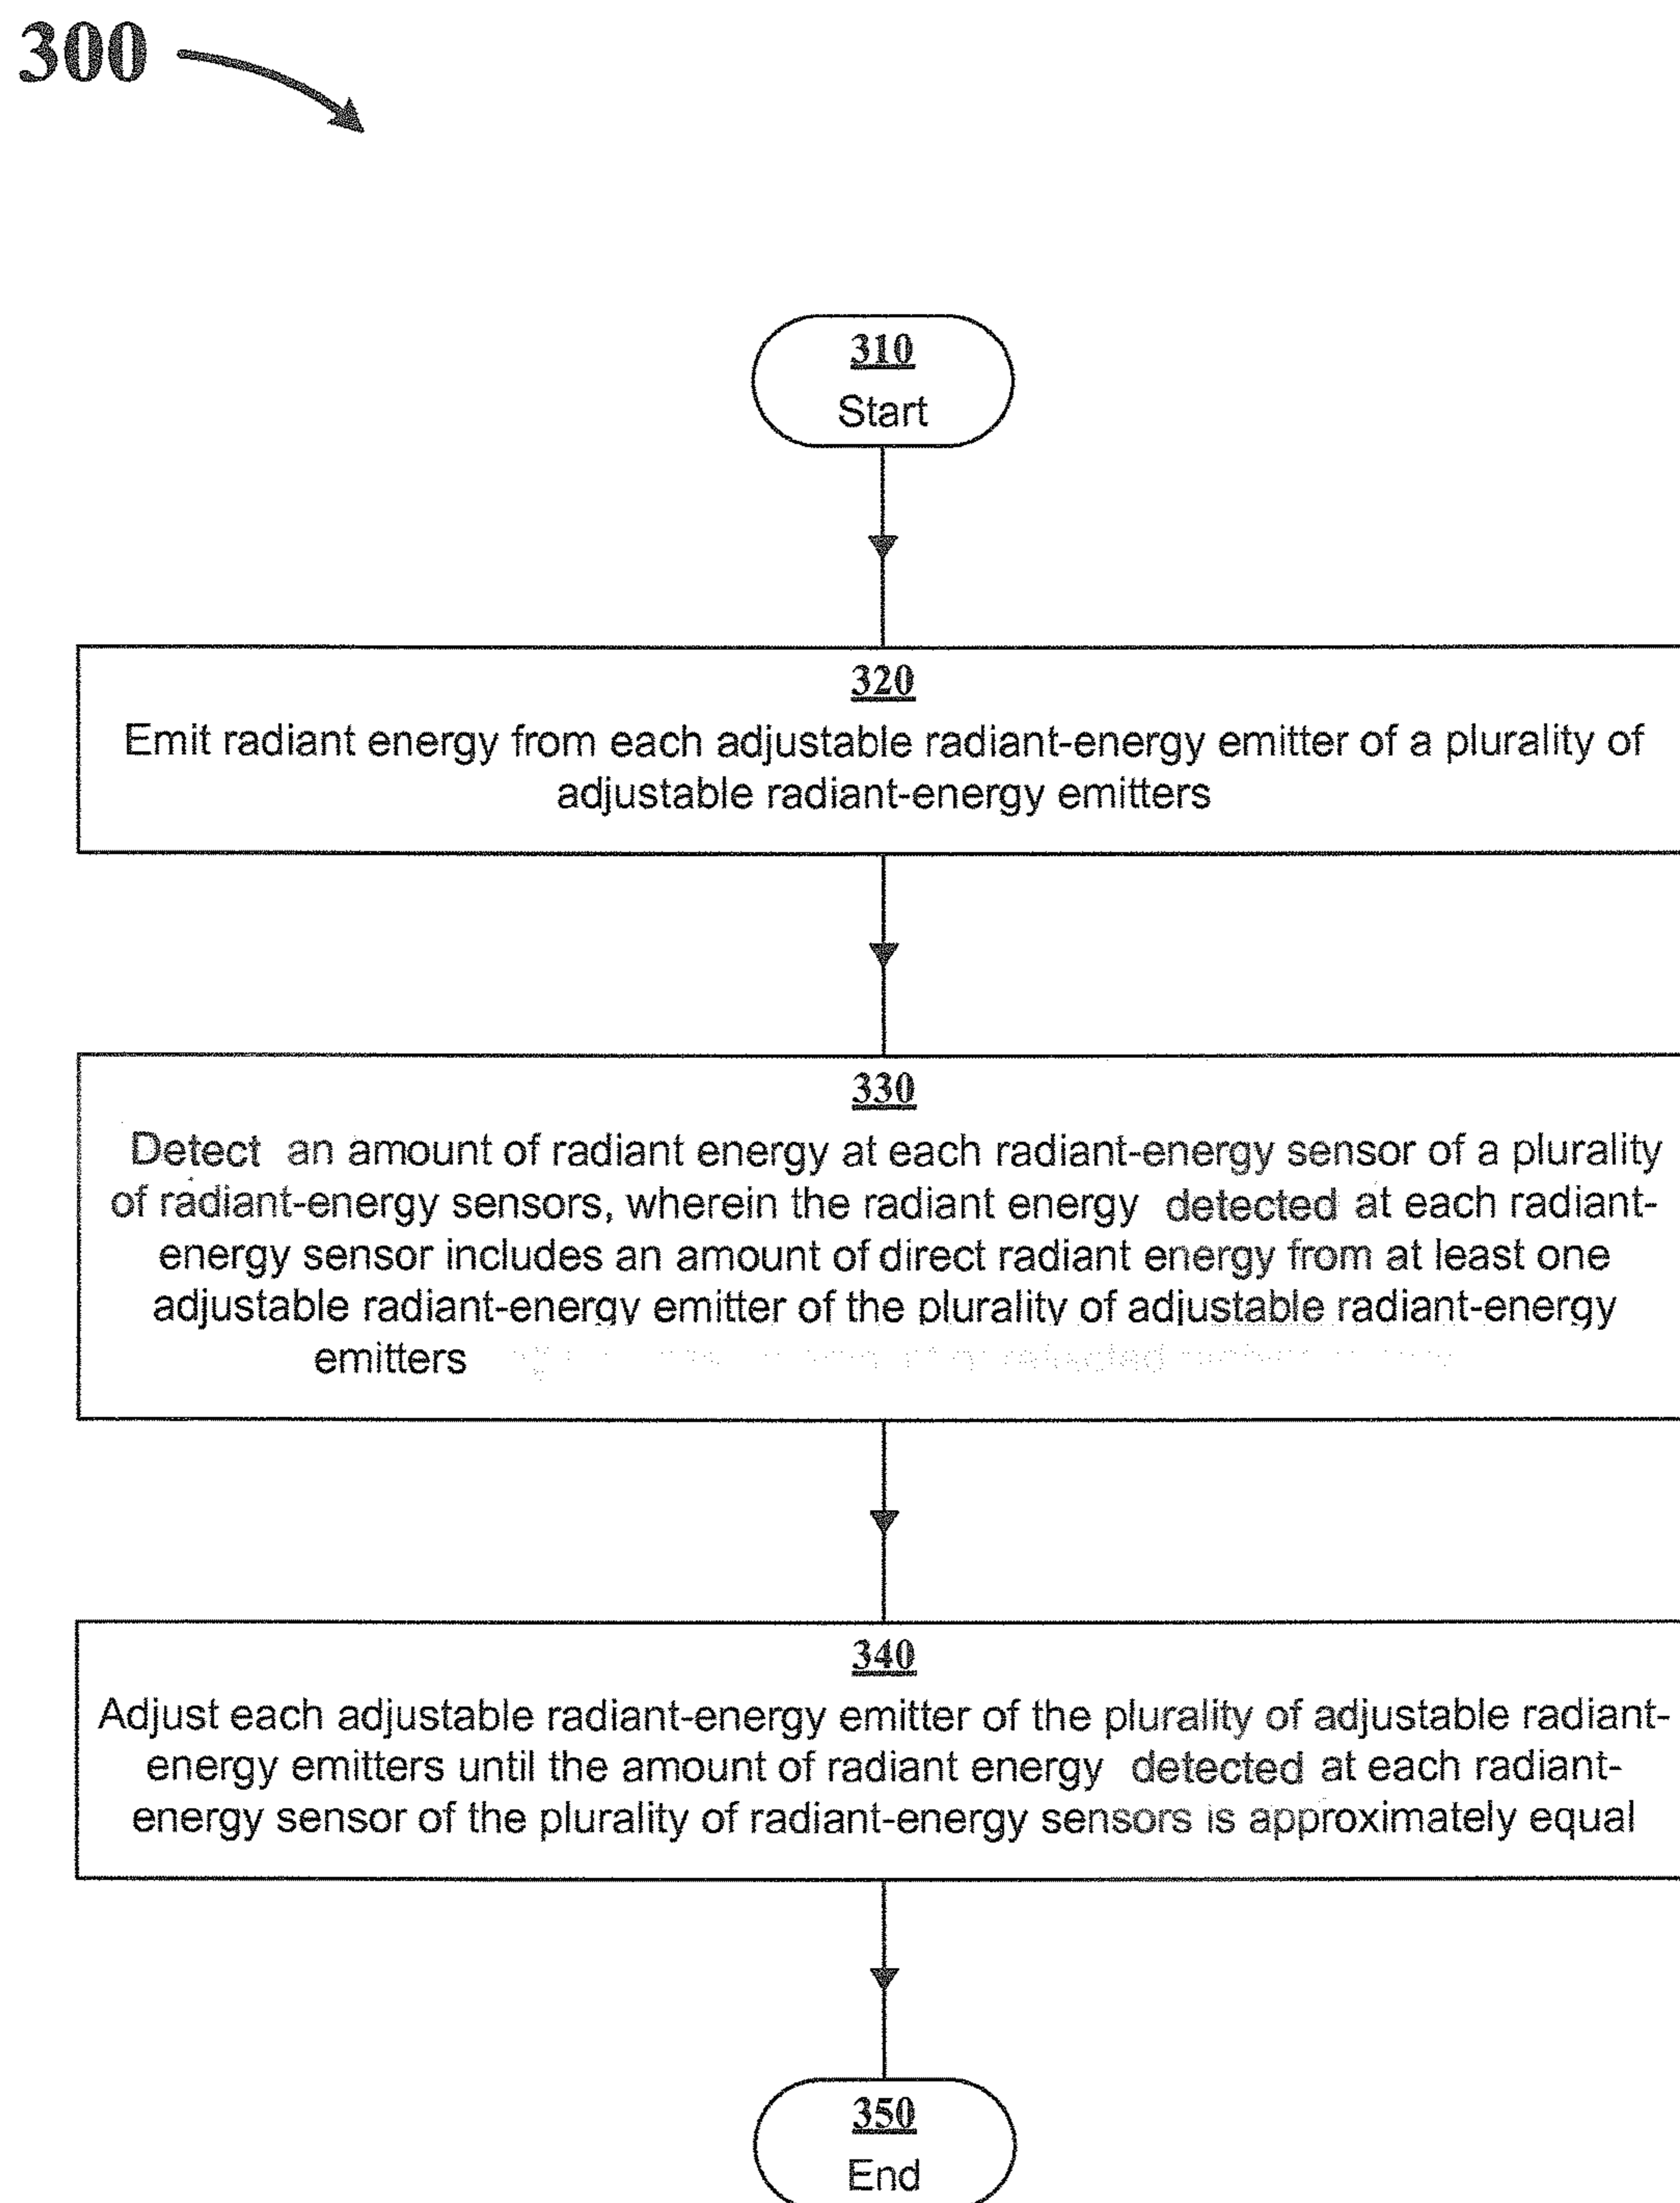 300
310
Start
320
Emit radiant energy from each adjustable radiant-energy emitter of a plurality of
adjustable radiant-energy emitters
330
Detect an amount of radiant energy at each radiant-energy sensor of a plurality
of radiant-energy sensors, wherein the radiant energy detected at each radiant-
energy sensor includes an amount of direct radiant energy from at least one
adjustable radiant-energy emitter of the plurality of adjustable radiant-energy
emitters
340
Adjust each adjustable radiant-energy emitter of the plurality of adjustable radiant-
energy emitters until the amount of radiant energy detected at each radiant-
energy sensor of the plurality of radiant-energy sensors is approximately equal
350
End